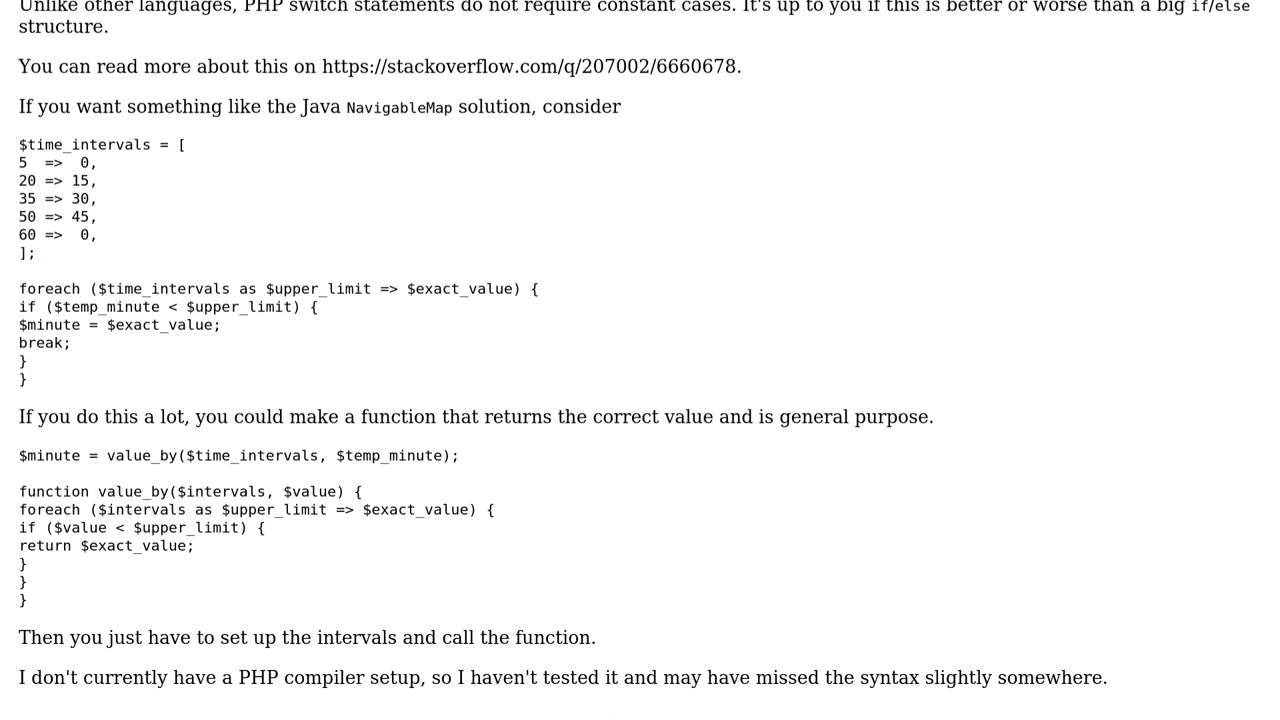 Unlike other languages, PHP switch statements do not require constant cases. It's up to you if this is better or worse than a big if/else
structure.
You can read more about this on https://stackoverflow.com/q/207002/6660678.
If you want something like the Java NavigableMap solution, consider
$time_intervals = [
5  =>  0,
20 => 15,
35 => 30,
50 => 45,
60 =>  0,
];
foreach ($time_intervals as $upper_limit => $exact_value) {
if ($temp_minute < $upper_limit) {
$minute = $exact_value;
break;
}
}
If you do this a lot, you could make a function that returns the correct value and is general purpose.
$minute = value_by($time_intervals, $temp_minute);
function value_by($intervals, $value) {
foreach ($intervals as $upper_limit => $exact_value) {
if ($value < $upper_limit) {
return $exact_value;
}
}
}
Then you just have to set up the intervals and call the function.
I don't currently have a PHP compiler setup, so I haven't tested it and may have missed the syntax slightly somewhere.